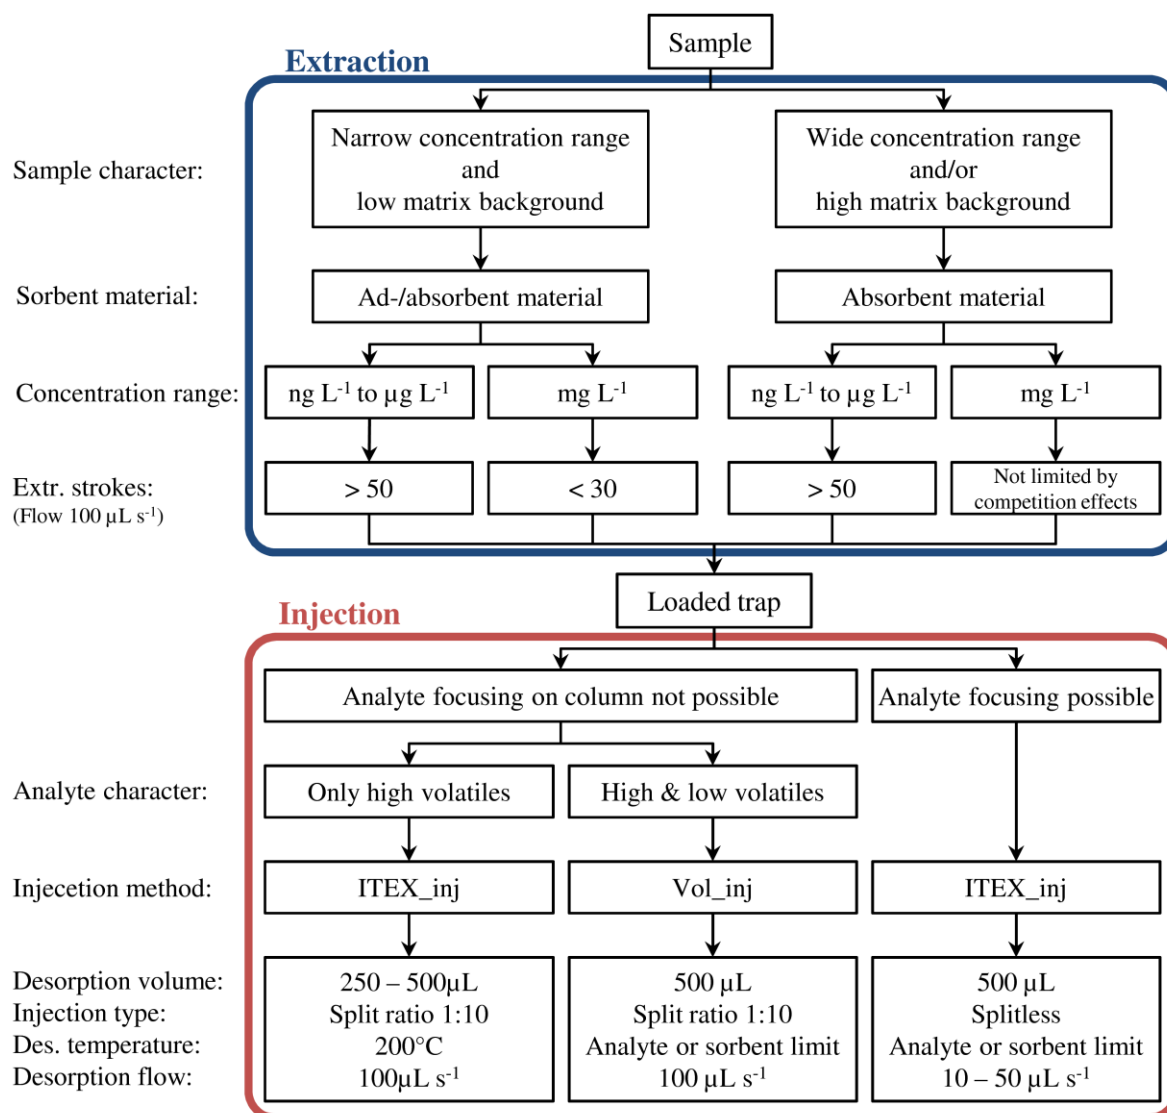 Sample
Extraction
Sample character:
Narrow concentration range
and
low matrix background
Wide concentration range
and/or
high matrix background
Sorbent material:
Ad-/absorbent material
Absorbent material
Concentration range:
ng L⁻¹ to µg L⁻¹
mg L⁻¹
ng L⁻¹ to µg L⁻¹
mg L⁻¹
Extr. strokes:
(Flow 100 µL s⁻¹)
> 50
< 30
> 50
Not limited by
competition effects
Loaded trap
Injection
Analyte focusing on column not possible
Analyte focusing possible
Analyte character:
Only high volatiles
High & low volatiles
Injecetion method:
ITEX_inj
Vol_inj
ITEX_inj
Desorption volume:
Injection type:
Des. temperature:
Desorption flow:
250 – 500µL
Split ratio 1:10
200°C
100µL s⁻¹
500 µL
Split ratio 1:10
Analyte or sorbent limit
100 µL s⁻¹
500 µL
Splitless
Analyte or sorbent limit
10 – 50 µL s⁻¹